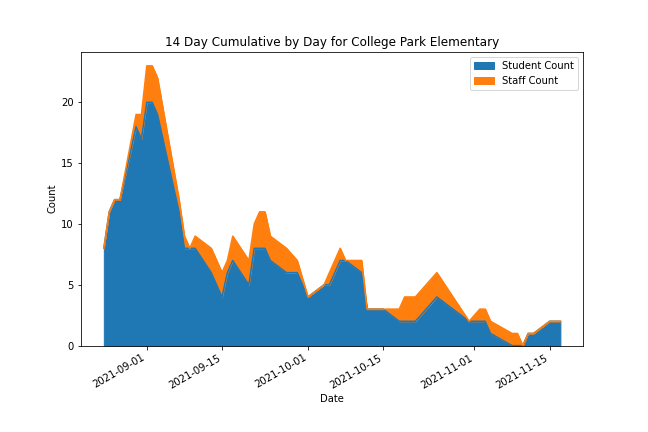 14 Day Cumulative by Day for College Park Elementary
Student Count
Staff Count
Count
20
15
10
5
0
2021-09-01
2021-09-15
2021-10-01
2021-10-15
2021-11-01
2021-11-15
Date